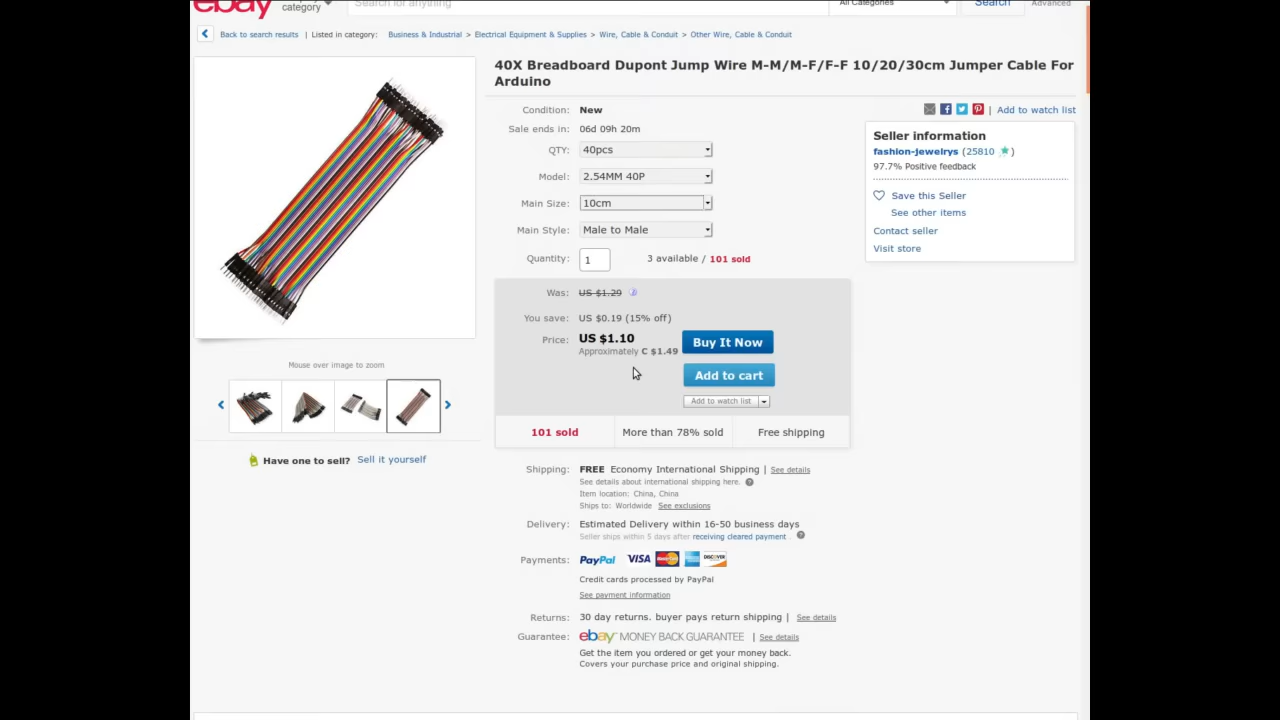 ebay
category
Search for anything
All Categories
Search
Advanced
Back to search results | Listed in category: Business & Industrial > Electrical Equipment & Supplies > Wire, Cable & Conduit > Other Wire, Cable & Conduit
40X Breadboard Dupont Jump Wire M-M/M-F/F-F 10/20/30cm Jumper Cable For
Arduino
Condition: New
| Add to watch list
Sale ends in: 06d 09h 20m
QTY: 40pcs
Model: 2.54MM 40P
Main Size: 10cm
Main Style: Male to Male
Quantity: 1 3 available / 101 sold
Seller information
fashion-jewelrys (25810 )
97.7% Positive feedback
Save this Seller
See other items
Contact seller
Visit store
Was: US $1.29
You save: US $0.19 (15% off)
Price: US $1.10
Approximately C $1.49
Buy It Now
Add to cart
Add to watch list
101 sold More than 78% sold Free shipping
Mouse over image to zoom
Have one to sell? Sell it yourself
Shipping: FREE Economy International Shipping | See details
See details about international shipping here.
Item location: China, China
Ships to: Worldwide See exclusions
Delivery: Estimated Delivery within 16-50 business days
Seller ships within 5 days after receiving cleared payment .
Payments: PayPal VISA MasterCard DISCOVER
Credit cards processed by PayPal
See payment information
Returns: 30 day returns. buyer pays return shipping | See details
Guarantee: ebay MONEY BACK GUARANTEE | See details
Get the item you ordered or get your money back.
Covers your purchase price and original shipping.